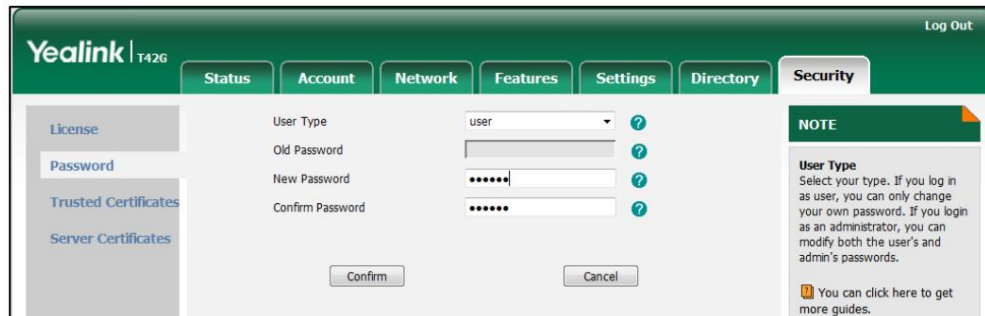 Log Out
Yealink | T42G
Status Account Network Features Settings Directory Security
License
Password
Trusted Certificates
Server Certificates
User Type user
Old Password
New Password ••••••
Confirm Password ••••••
Confirm Cancel
NOTE
User Type
Select your type. If you log in
as user, you can only change
your own password. If you login
as an administrator, you can
modify both the user's and
admin's passwords.
You can click here to get
more guides.